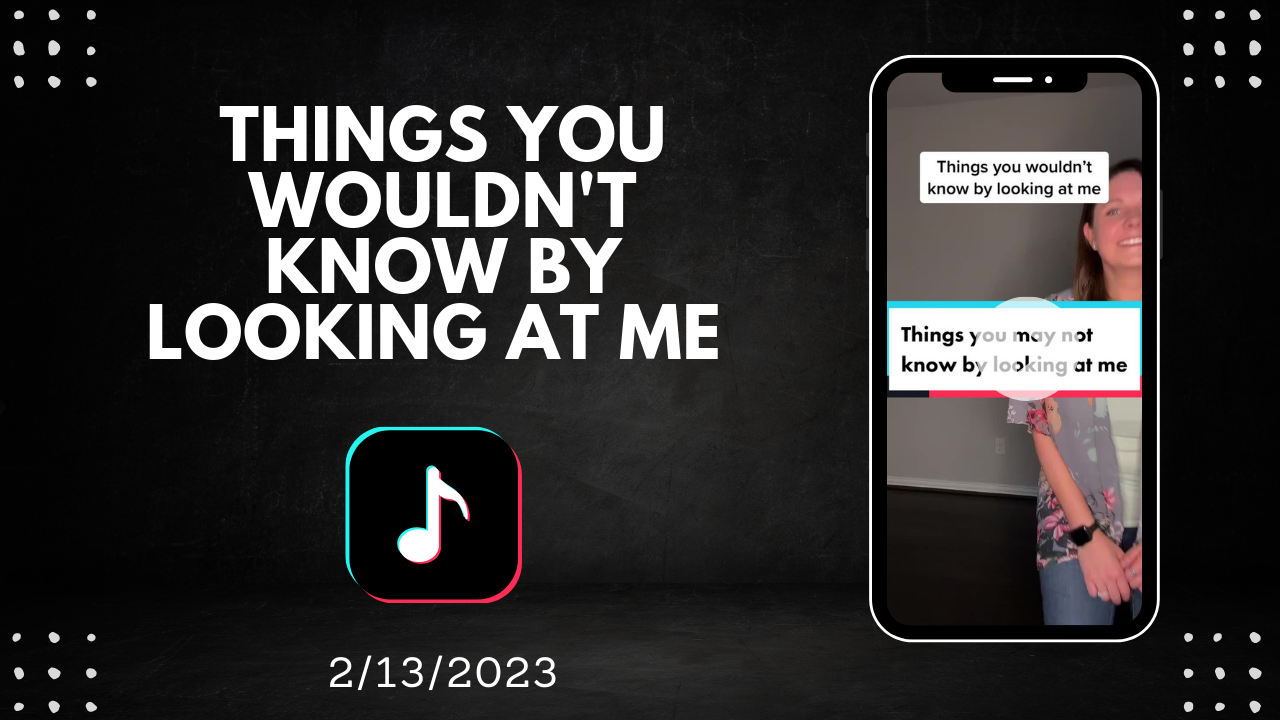 THINGS YOU
WOULDN'T
KNOW BY
LOOKING AT ME
2/13/2023
Things you wouldn’t
know by looking at me
Things you may not
know by looking at me